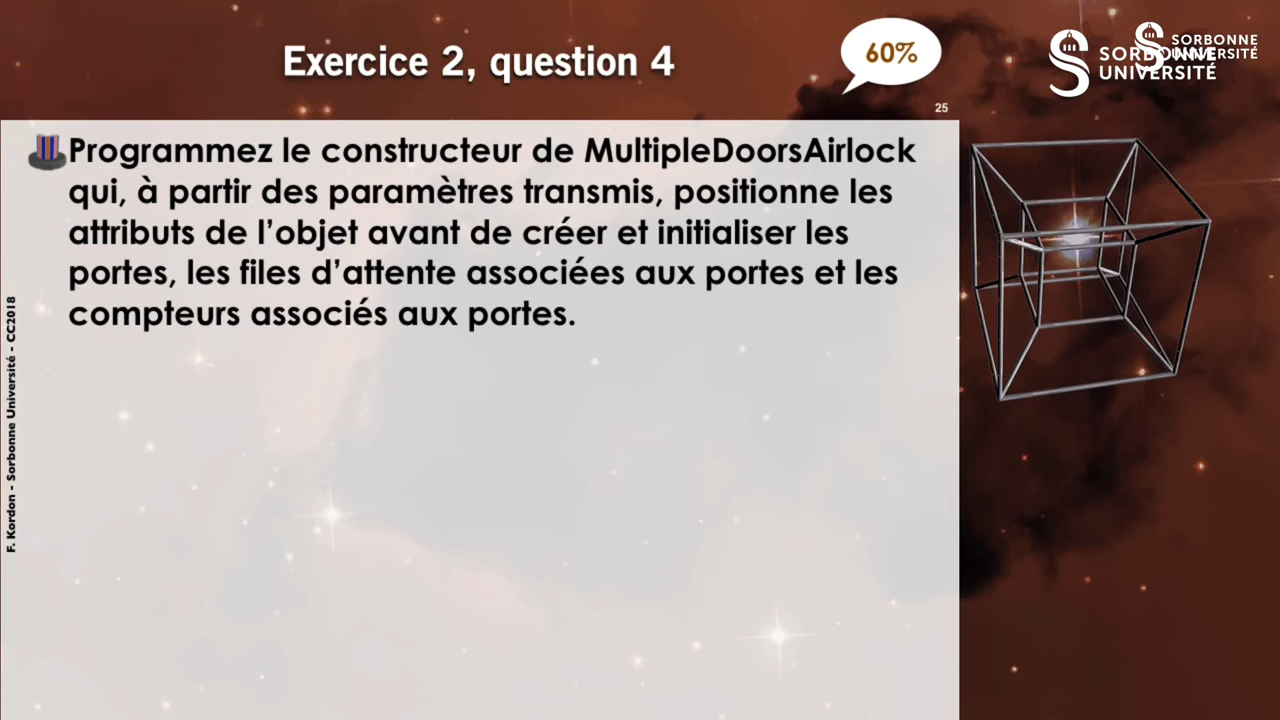 Exercice 2, question 4
60%
SORBONNE
UNIVERSITÉ
SORBONNE
UNIVERSITÉ
25
Programmez le constructeur de MultipleDoorsAirlock
qui, à partir des paramètres transmis, positionne les
attributs de l’objet avant de créer et initialiser les
portes, les files d’attente associées aux portes et les
compteurs associés aux portes.
F. Kordon - Sorbonne Université - CC2018